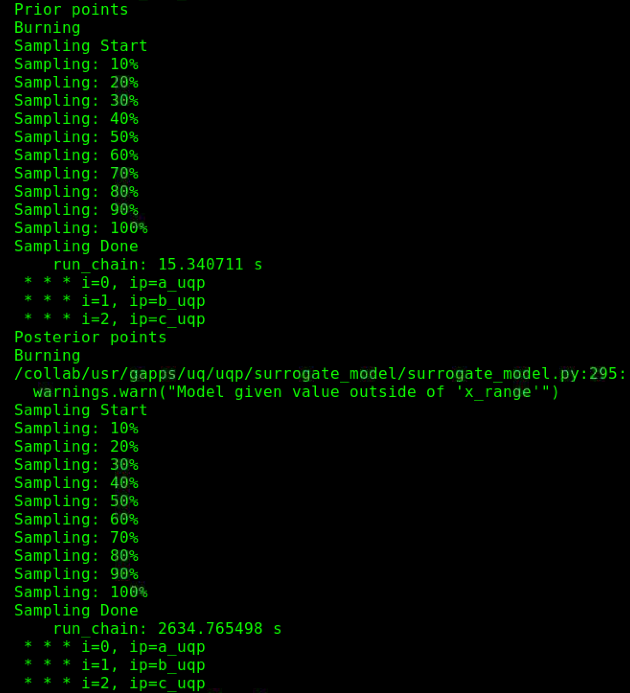 Prior points
Burning
Sampling Start
Sampling: 10%
Sampling: 20%
Sampling: 30%
Sampling: 40%
Sampling: 50%
Sampling: 60%
Sampling: 70%
Sampling: 80%
Sampling: 90%
Sampling: 100%
Sampling Done
    run_chain: 15.340711 s
 * * * i=0, ip=a_uqp
 * * * i=1, ip=b_uqp
 * * * i=2, ip=c_uqp
Posterior points
Burning
/collab/usr/gapps/uq/uqp/surrogate_model/surrogate_model.py:295:
  warnings.warn("Model given value outside of 'x_range'")
Sampling Start
Sampling: 10%
Sampling: 20%
Sampling: 30%
Sampling: 40%
Sampling: 50%
Sampling: 60%
Sampling: 70%
Sampling: 80%
Sampling: 90%
Sampling: 100%
Sampling Done
    run_chain: 2634.765498 s
 * * * i=0, ip=a_uqp
 * * * i=1, ip=b_uqp
 * * * i=2, ip=c_uqp